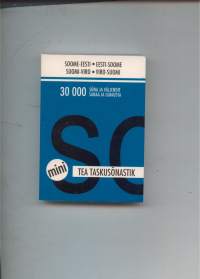 SOOME-EESTI • EESTI-SOOME
SUOMI-VIRO • VIRO-SUOMI
30 000 SÕNA JA VÄLJENDIT
SANAA JA SANONTAA
SO
mini
TEA TASKUSÕNASTIK